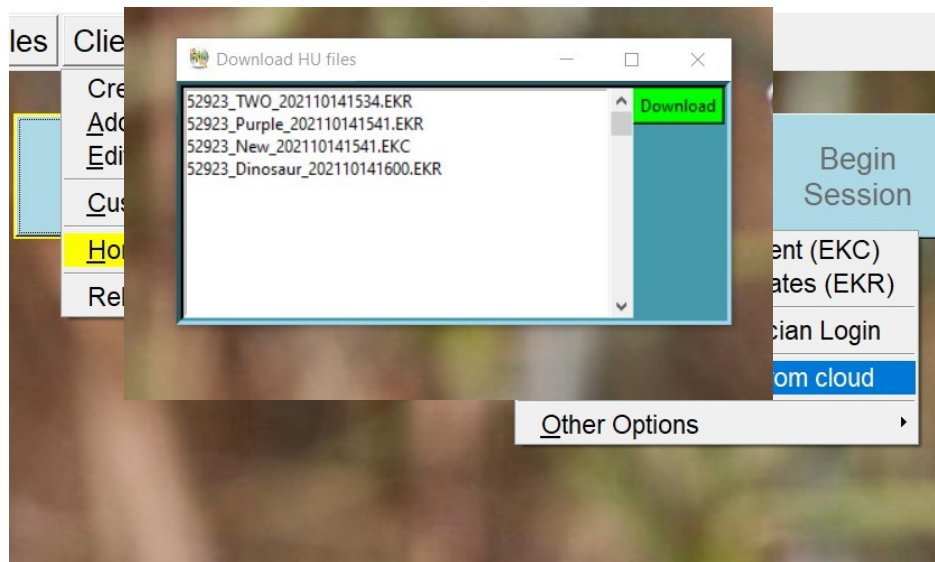 les Clie
Download HU files
52923_TWO_202110141534.EKR
52923_Purple_202110141541.EKR
52923_New_202110141541.EKC
52923_Dinosaur_202110141600.EKR
Download
Cre
Add
Edi
Cus
Ho
Rel
Begin
Session
ent (EKC)
ates (EKR)
cian Login
om cloud
Other Options